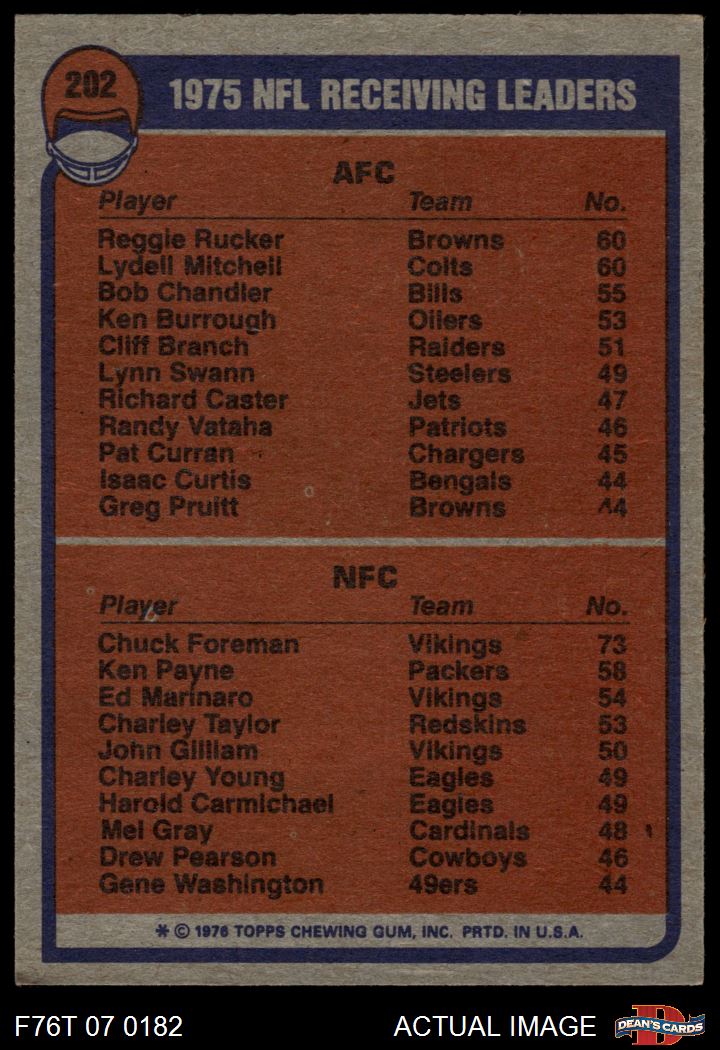 202
1975 NFL RECEIVING LEADERS
AFC
Player Team No.
Reggie Rucker Browns 60
Lydell Mitchell Colts 60
Bob Chandler Bills 55
Ken Burrough Oilers 53
Cliff Branch Raiders 51
Lynn Swann Steelers 49
Richard Caster Jets 47
Randy Vataha Patriots 46
Pat Curran Chargers 45
Isaac Curtis Bengals 44
Greg Pruitt Browns 44
NFC
Player Team No.
Chuck Foreman Vikings 73
Ken Payne Packers 58
Ed Marinaro Vikings 54
Charley Taylor Redskins 53
John Gilliam Vikings 50
Charley Young Eagles 49
Harold Carmichael Eagles 49
Mel Gray Cardinals 48
Drew Pearson Cowboys 46
Gene Washington 49ers 44
* © 1976 TOPPS CHEWING GUM, INC. PRTD. IN U.S.A.
F76T 07 0182 ACTUAL IMAGE DEAN'S CARDS